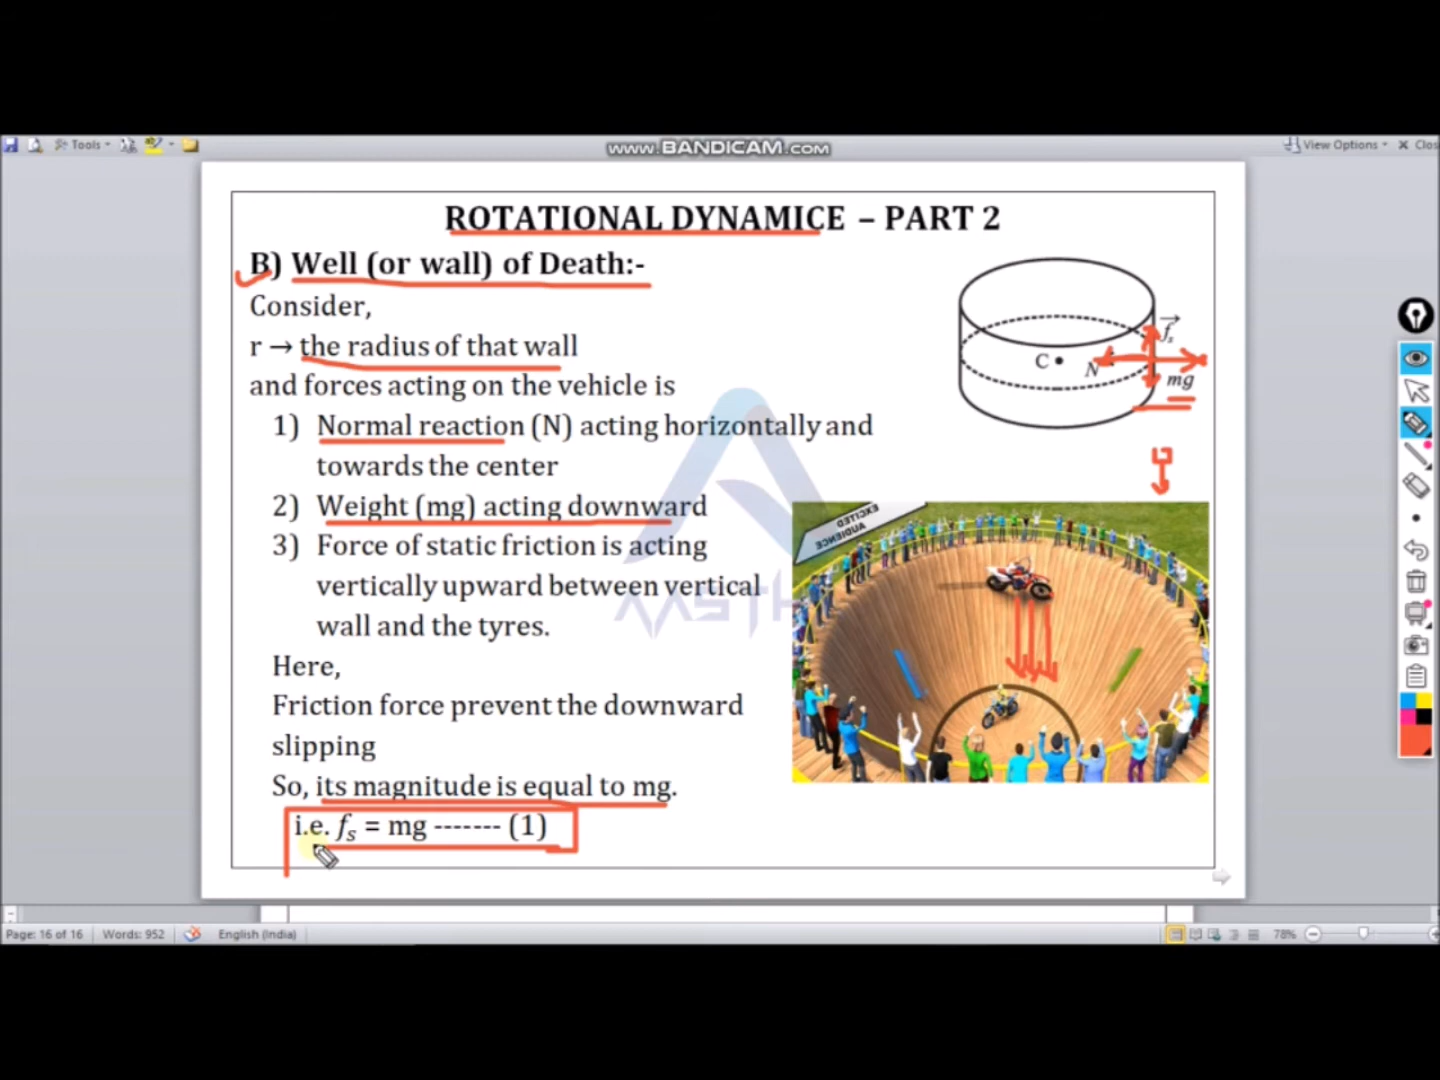 www.BANDICAM.com
Tools
View Options
Clos
ROTATIONAL DYNAMICE – PART 2
B) Well (or wall) of Death:-
Consider,
r → the radius of that wall
and forces acting on the vehicle is
1) Normal reaction (N) acting horizontally and
towards the center
2) Weight (mg) acting downward
3) Force of static friction is acting
vertically upward between vertical
wall and the tyres.
Here,
Friction force prevent the downward
slipping
So, its magnitude is equal to mg.
i.e. fₛ = mg ------- (1)
fₛ
C
N
mg
EXCITED
AUDIENCE
AASTH
Page: 16 of 16
Words: 952
English (India)
78%